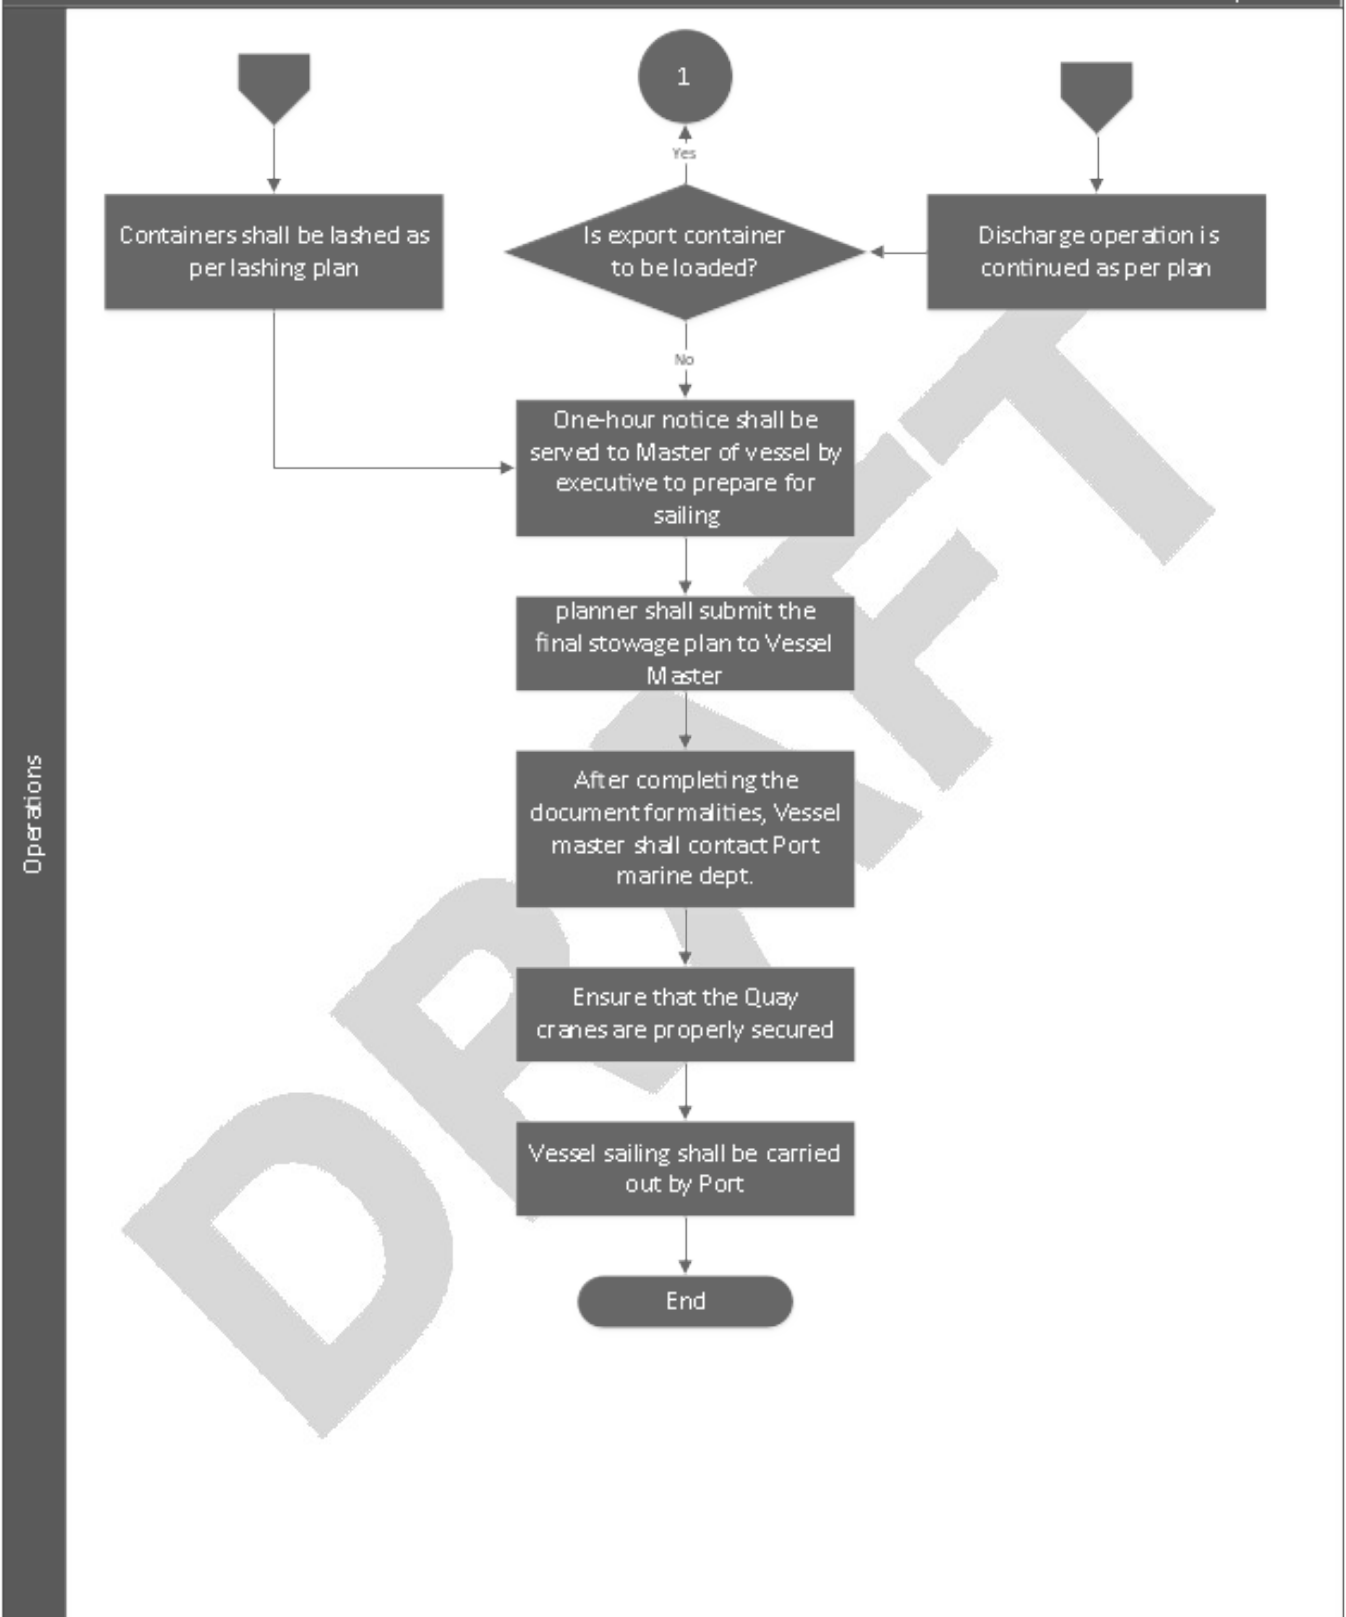 1
Yes
Containers shall be lashed as
per lashing plan
Is export container
to be loaded?
Discharge operation is
continued as per plan
No
One-hour notice shall be
served to Master of vessel by
executive to prepare for
sailing
planner shall submit the
final stowage plan to Vessel
Master
After completing the
document formalities, Vessel
master shall contact Port
marine dept.
Ensure that the Quay
cranes are properly secured
Vessel sailing shall be carried
out by Port
End
Operations
DRAFT